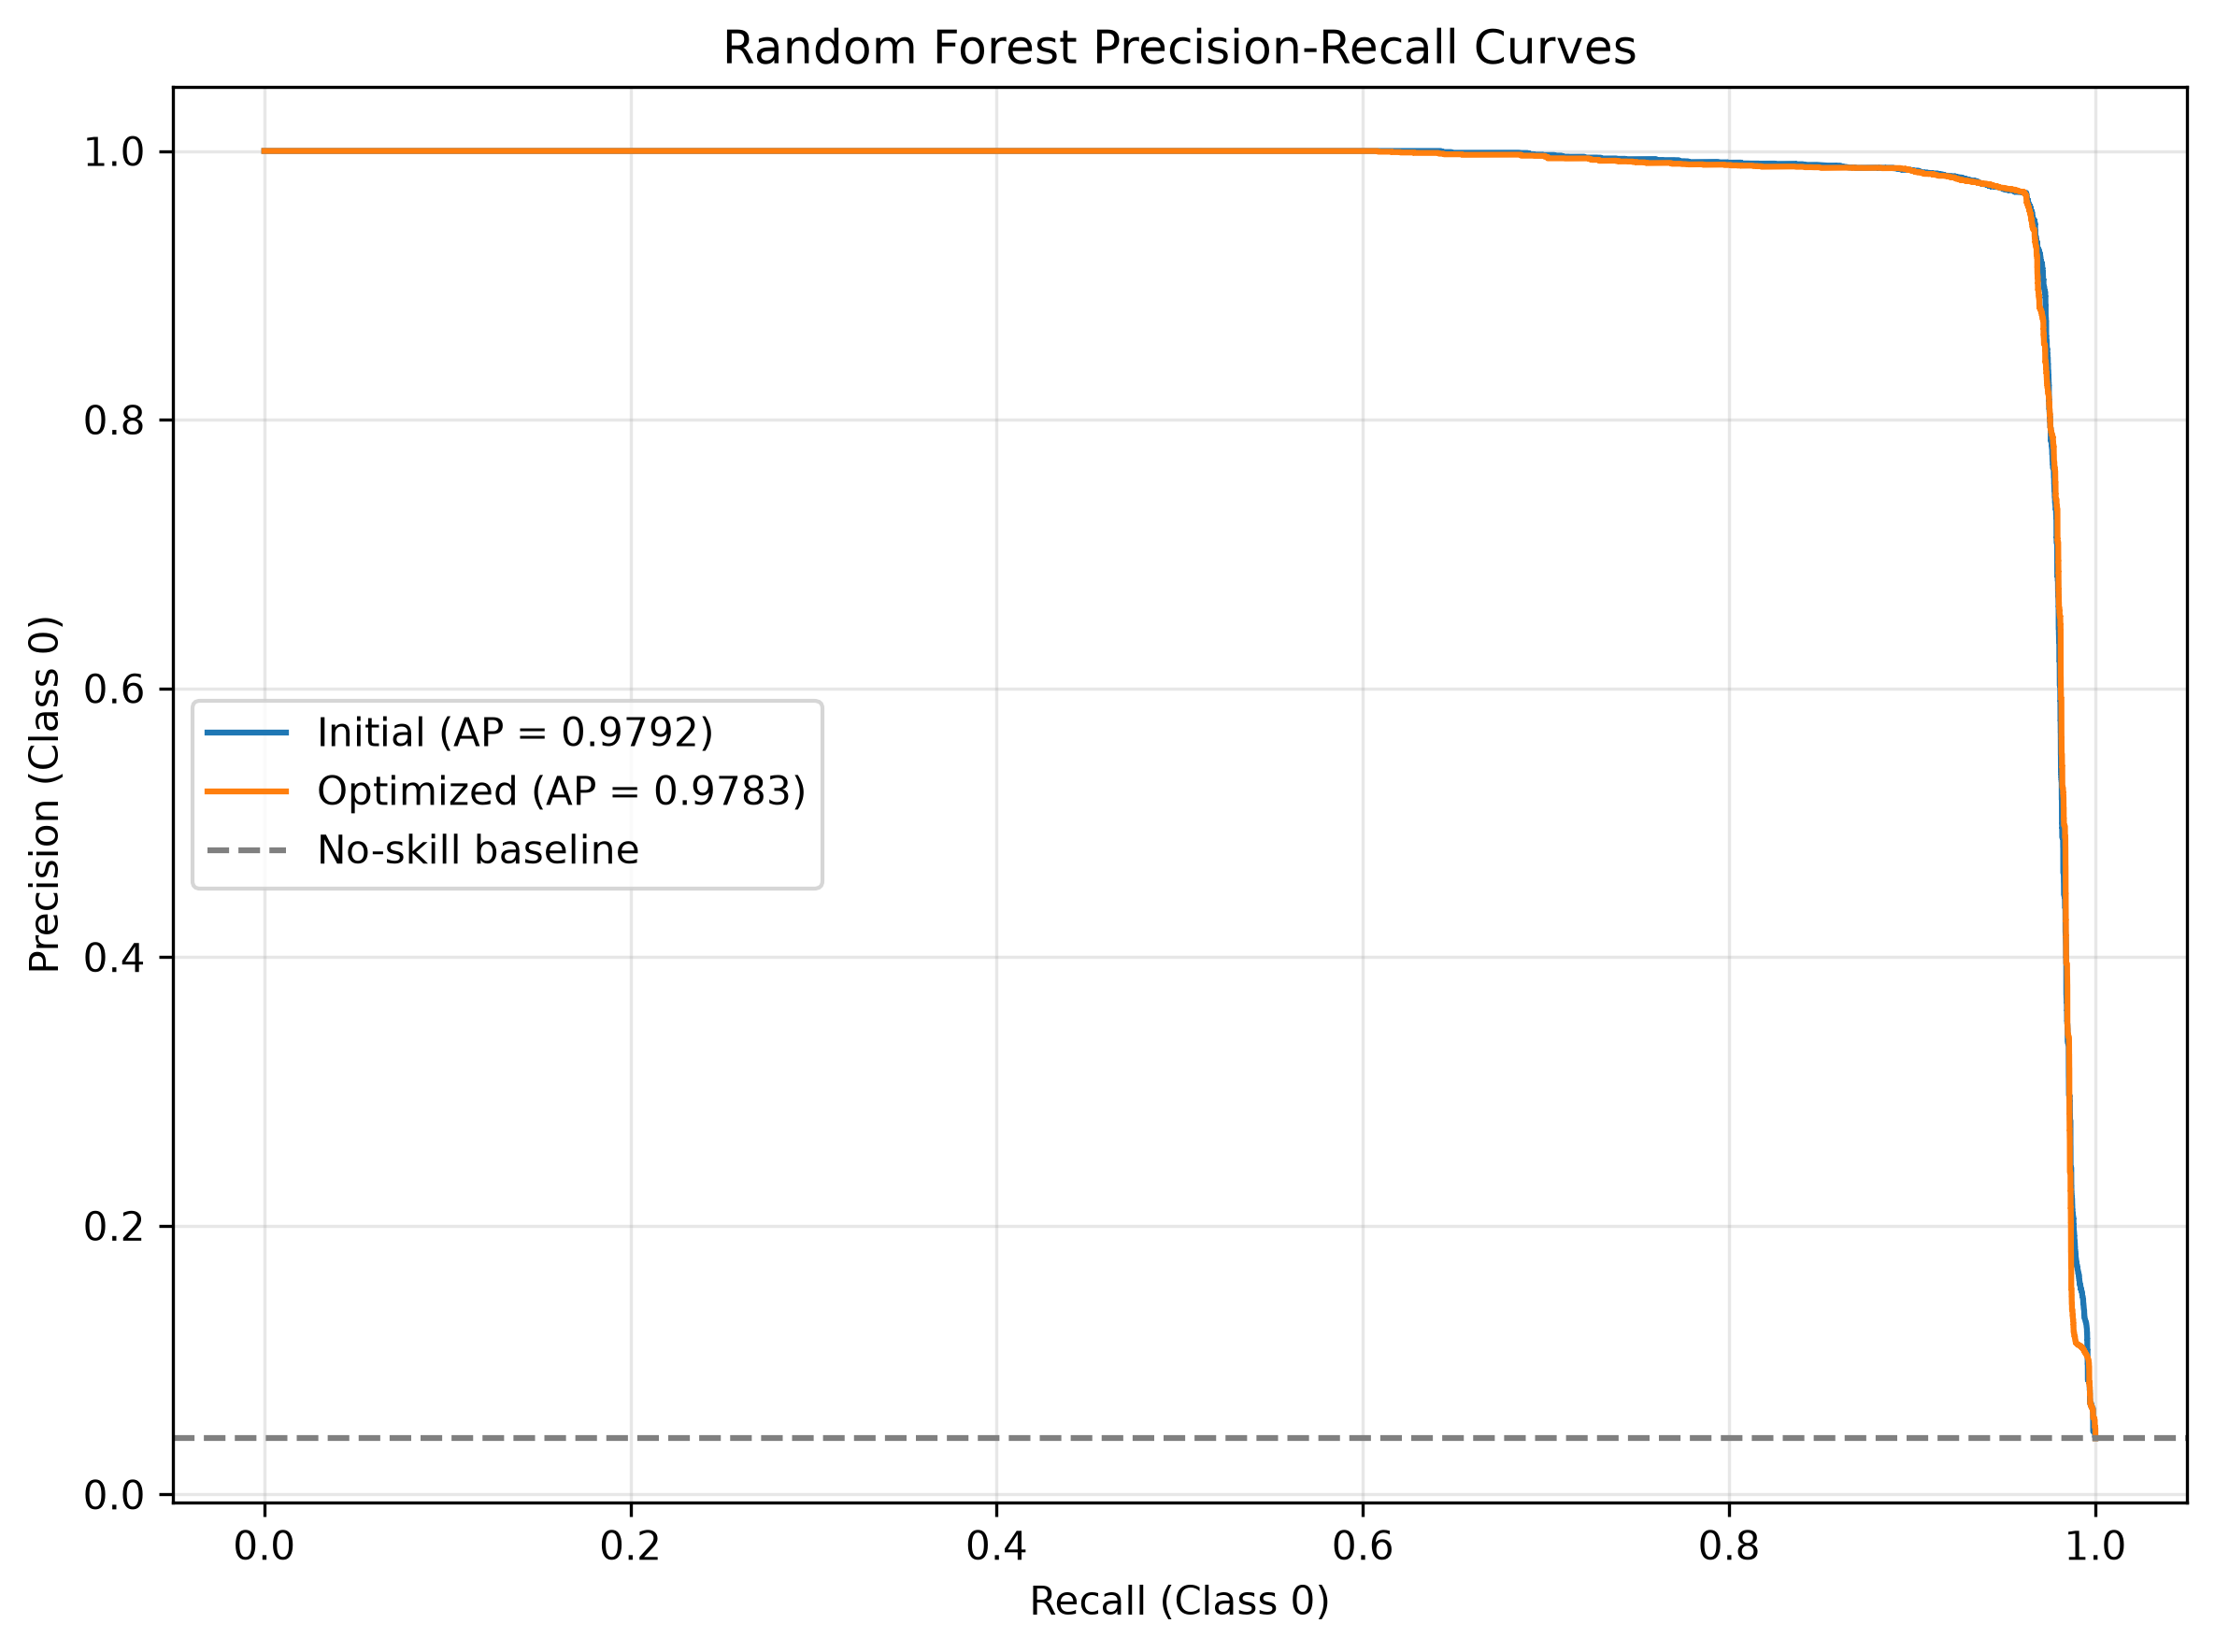 Random Forest Precision-Recall Curves
Precision (Class 0)
1.0
0.8
0.6
0.4
0.2
0.0
Initial (AP = 0.9792)
Optimized (AP = 0.9783)
No-skill baseline
0.0 0.2 0.4 0.6 0.8 1.0
Recall (Class 0)